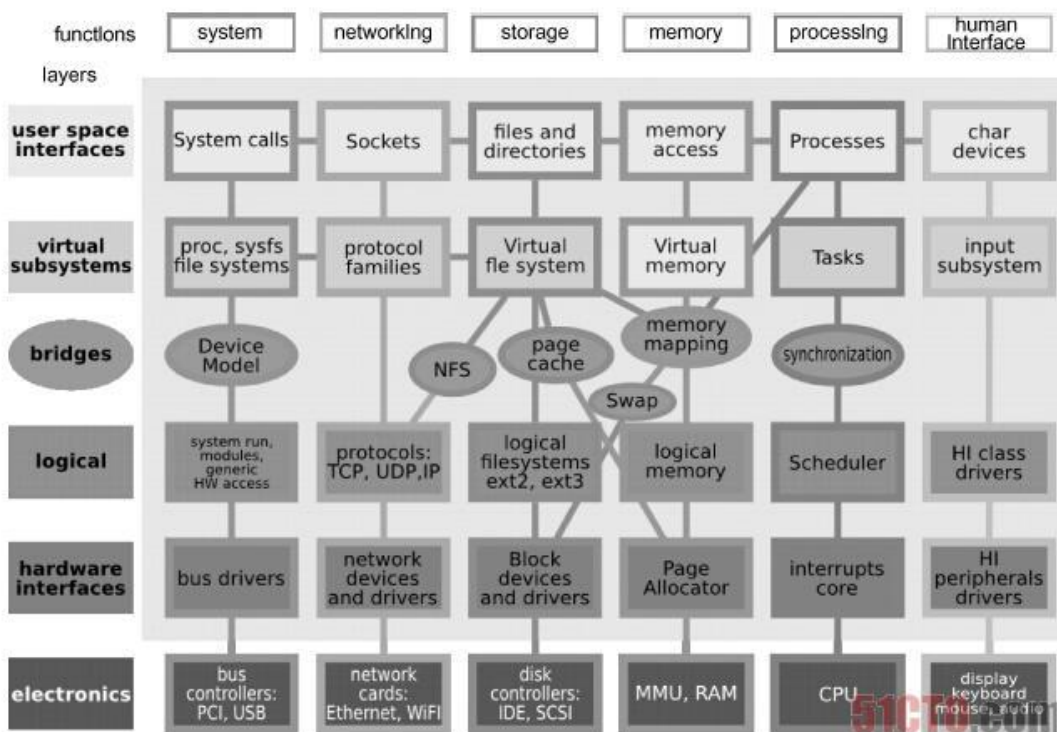 functions
system
networking
storage
memory
processing
human
Interface
layers
user space
interfaces
System calls
Sockets
files and
directories
memory
access
Processes
char
devices
virtual
subsystems
proc, sysfs
file systems
protocol
families
Virtual
file system
Virtual
memory
Tasks
input
subsystem
bridges
Device
Model
NFS
page
cache
memory
mapping
synchronization
Swap
logical
system run,
modules,
generic
HW access
protocols:
TCP, UDP,IP
logical
filesystems
ext2, ext3
logical
memory
Scheduler
HI class
drivers
hardware
interfaces
bus drivers
network
devices
and drivers
Block
devices
and drivers
Page
Allocator
interrupts
core
HI
peripherals
drivers
electronics
bus
controllers:
PCI, USB
network
cards:
Ethernet, WiFI
disk
controllers:
IDE, SCSI
MMU, RAM
CPU
display
keyboard
mouse, audio
51CTO.com